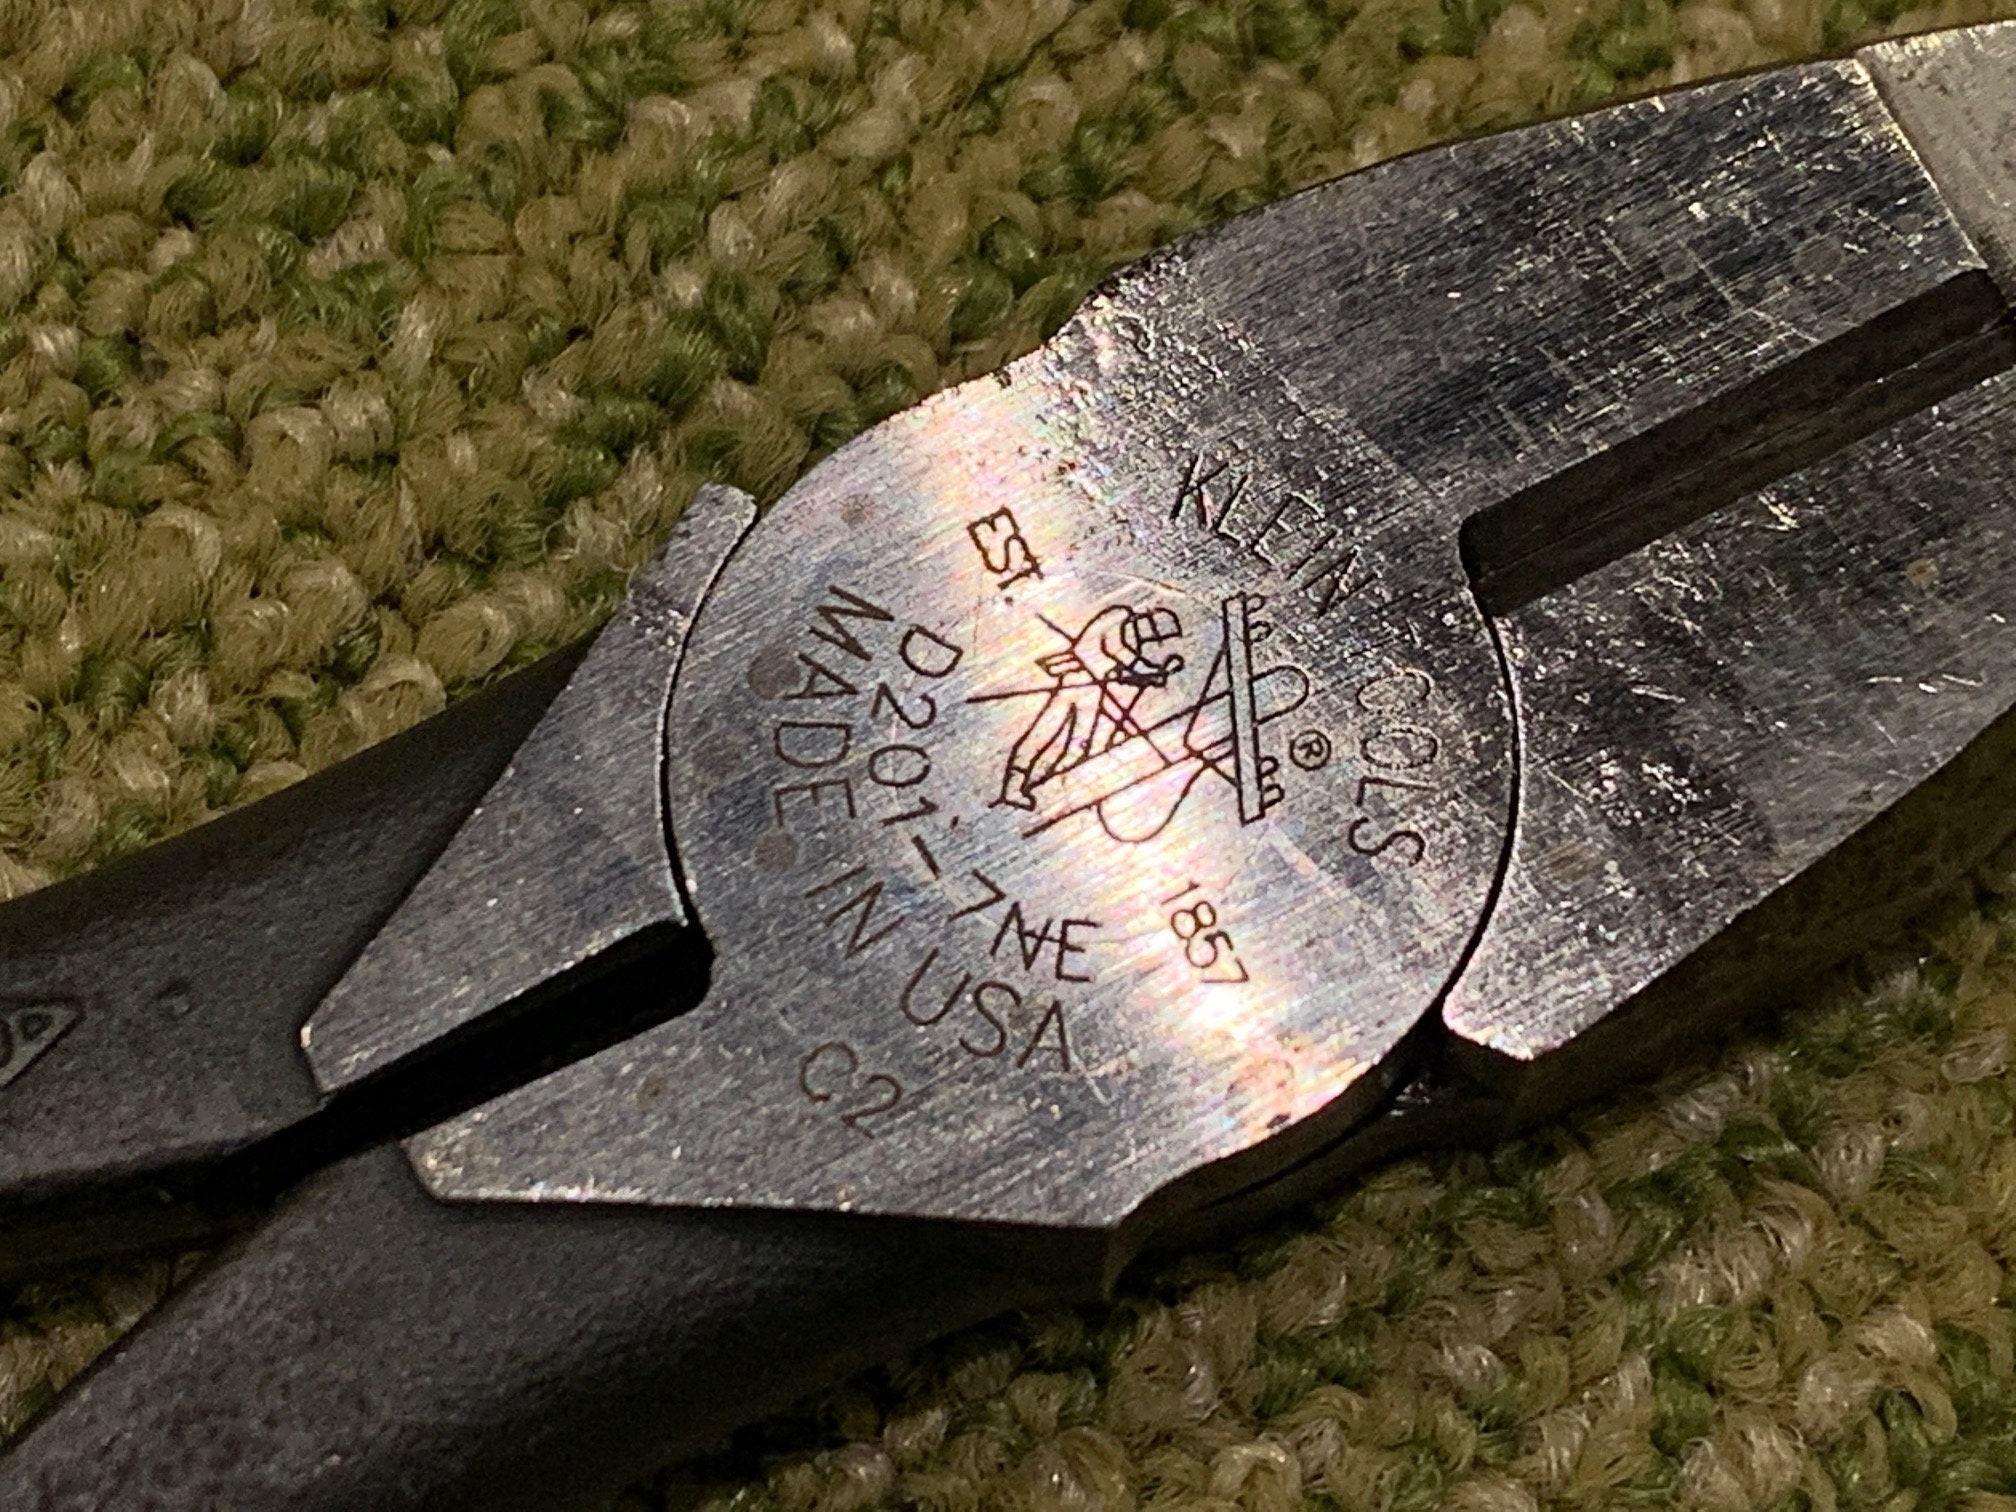 KLEIN TOOLS
®
EST. 1857
D201-7NE
MADE IN USA
C2